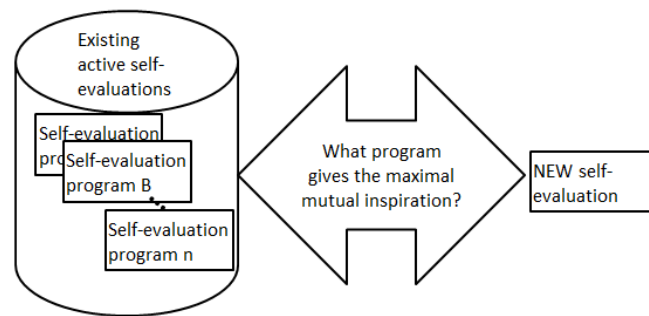 Existing
active self-
evaluations
Self-evaluation
Self-evaluation
program B
Self-evaluation
program n
What program
gives the maximal
mutual inspiration?
NEW self-
evaluation